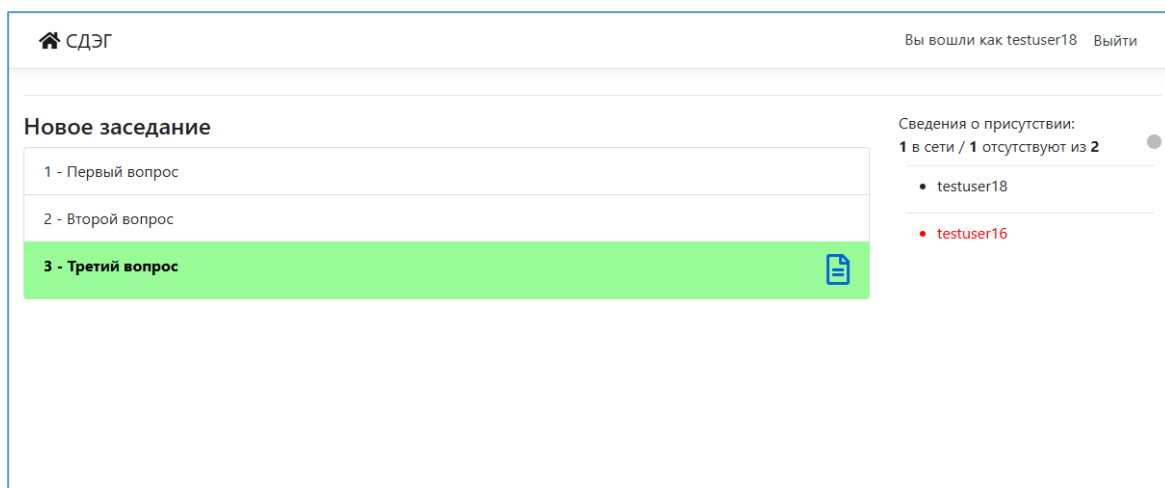 СДЭГ
Вы вошли как testuser18 Выйти
Новое заседание
1 - Первый вопрос
2 - Второй вопрос
3 - Третий вопрос
Сведения о присутствии:
1 в сети / 1 отсутствуют из 2
testuser18
testuser16